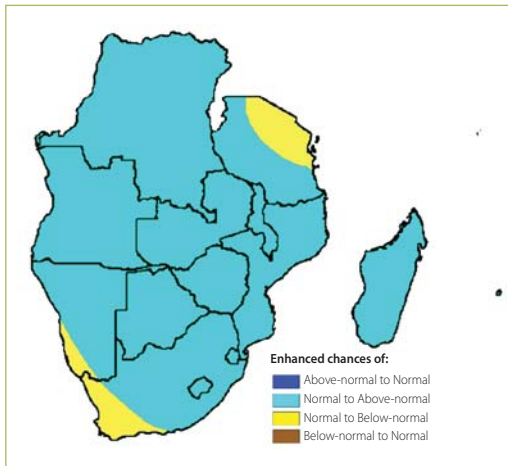 Enhanced chances of:
Above-normal to Normal
Normal to Above-normal
Normal to Below-normal
Below-normal to Normal